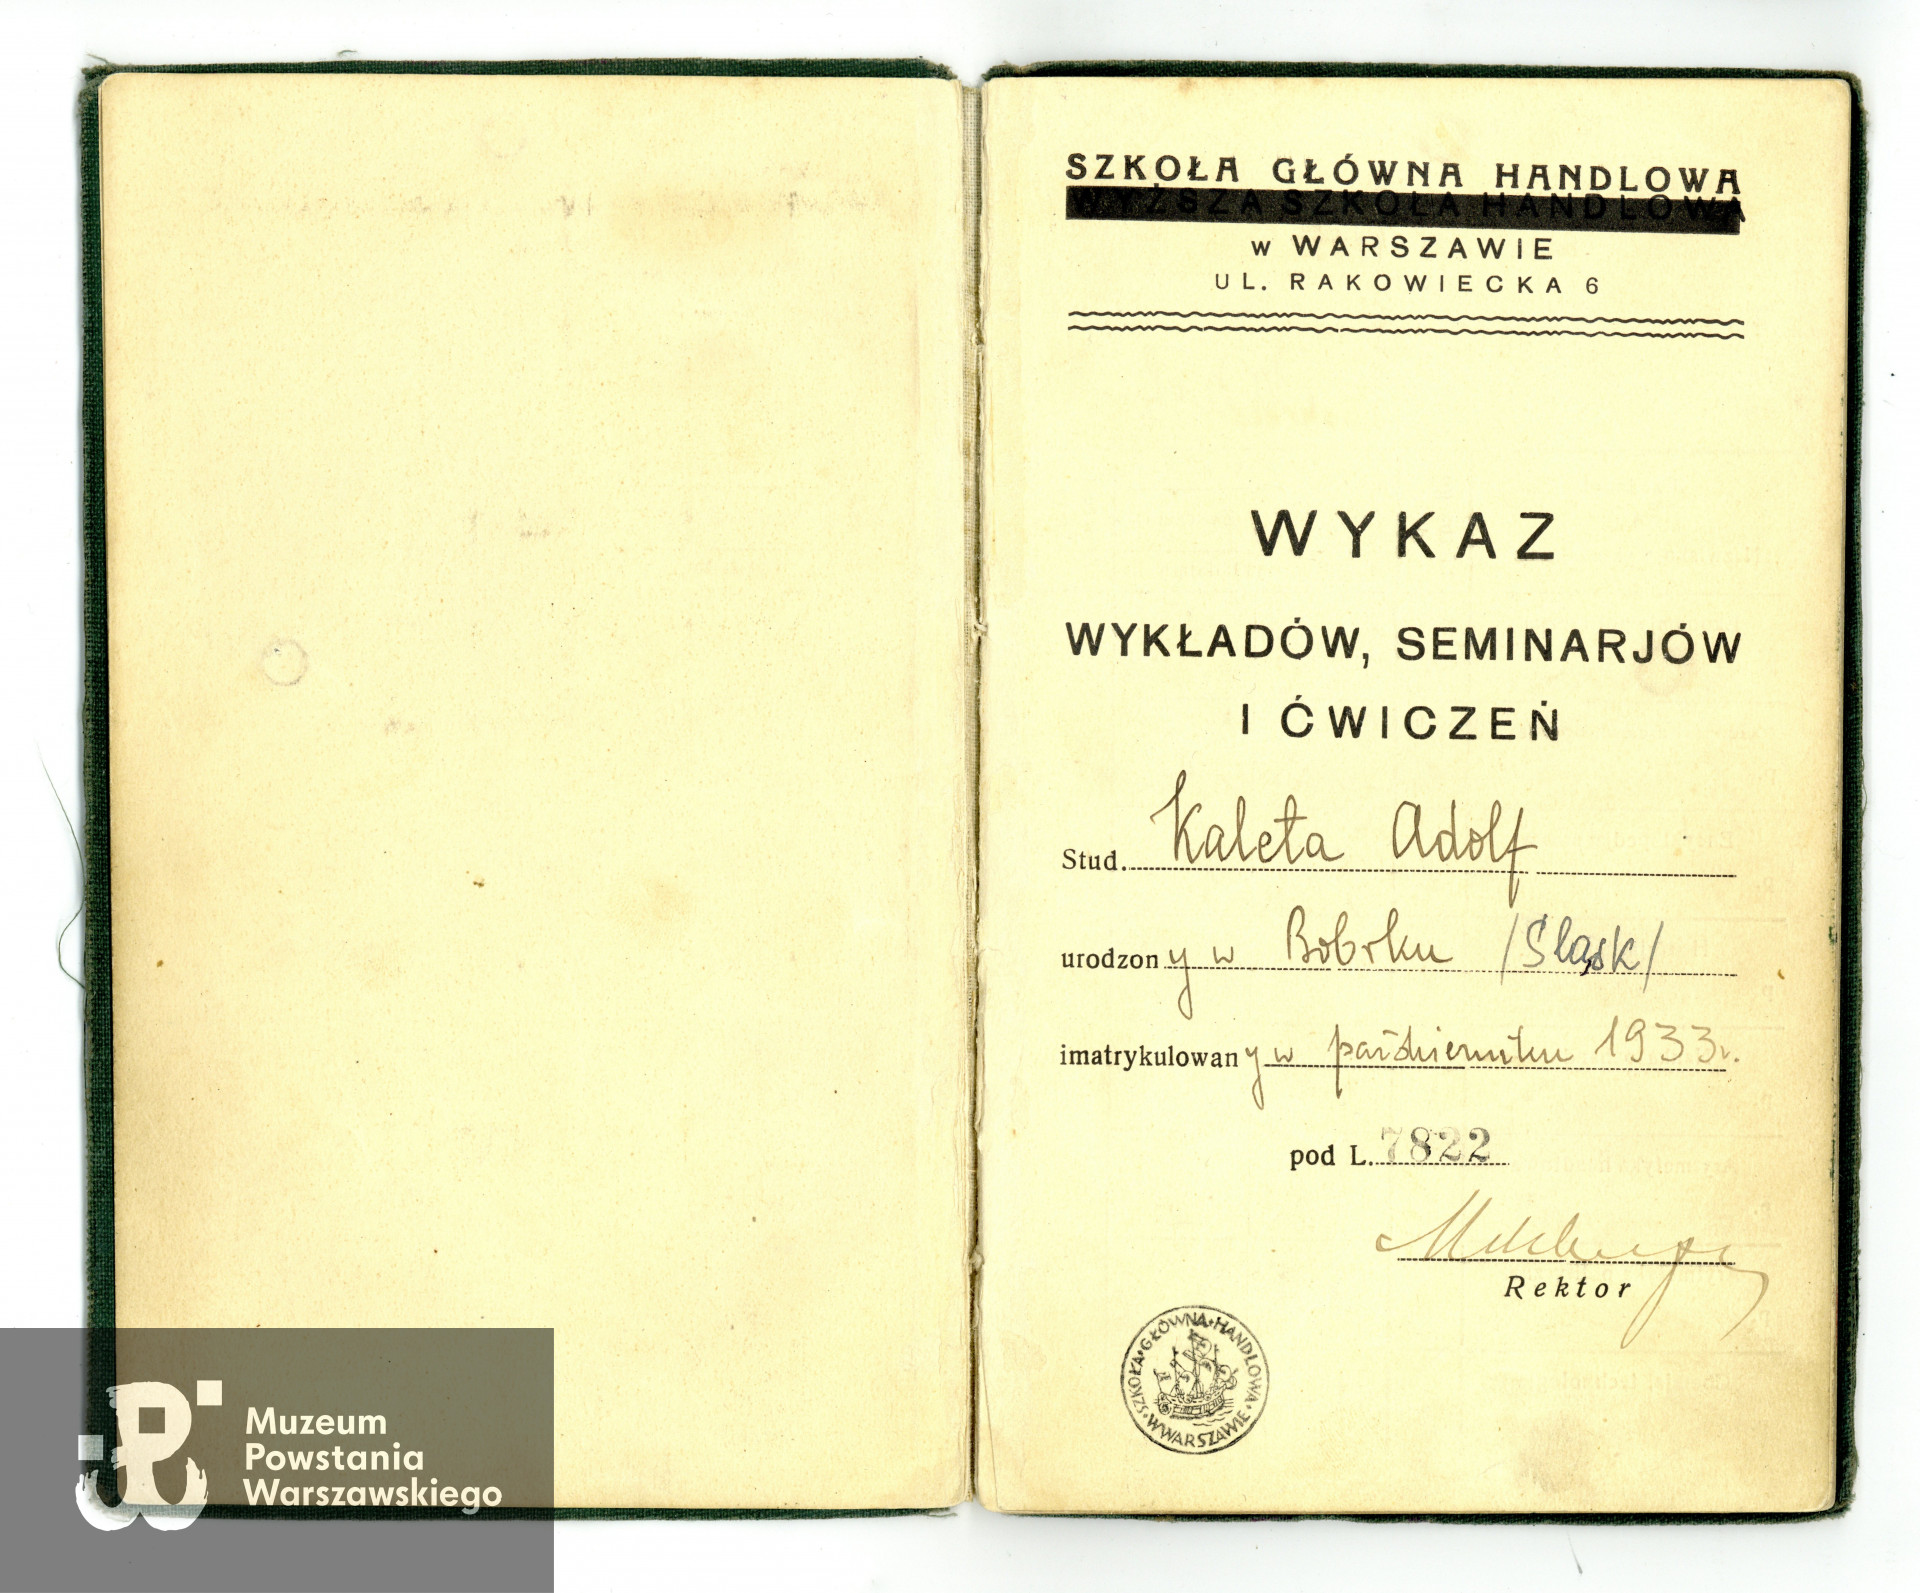 SZKOŁA GŁÓWNA HANDLOWA
WYŻSZA SZKOŁA HANDLOWA
w WARSZAWIE
UL. RAKOWIECKA 6
WYKAZ
WYKŁADÓW, SEMINARJÓW
I ĆWICZEŃ
Stud. Kaleta Adolf
urodzony w Bobrku /Śląsk/
imatrykulowany w październiku 1933 r.
pod L. 7822
Rektor
SZKOŁA GŁÓWNA HANDLOWA W WARSZAWIE
Muzeum
Powstania
Warszawskiego